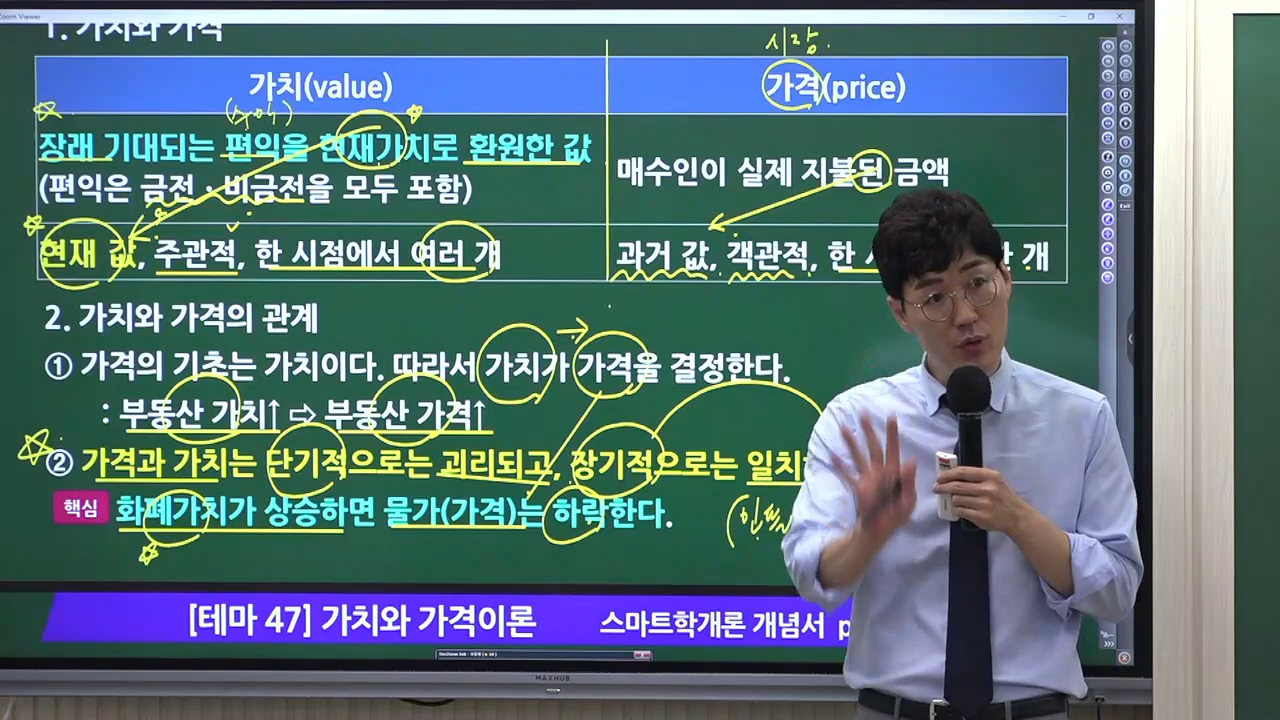 Zoom Viewer
1. 가치와 가격
시장
가치(value)
가격(price)
(수익)
장래 기대되는 편익을 현재가치로 환원한 값
(편익은 금전·비금전을 모두 포함)
매수인이 실제 지불된 금액
현재 값, 주관적, 한 시점에서 여러 개
과거 값, 객관적, 한 개
2. 가치와 가격의 관계
① 가격의 기초는 가치이다. 따라서 가치가 가격을 결정한다.
: 부동산 가치↑ ⇨ 부동산 가격↑
② 가격과 가치는 단기적으로는 괴리되고, 장기적으로는 일치
핵심 화폐가치가 상승하면 물가(가격)는 하락한다.
[테마 47] 가치와 가격이론
스마트학개론 개념서 p
MAXHUB